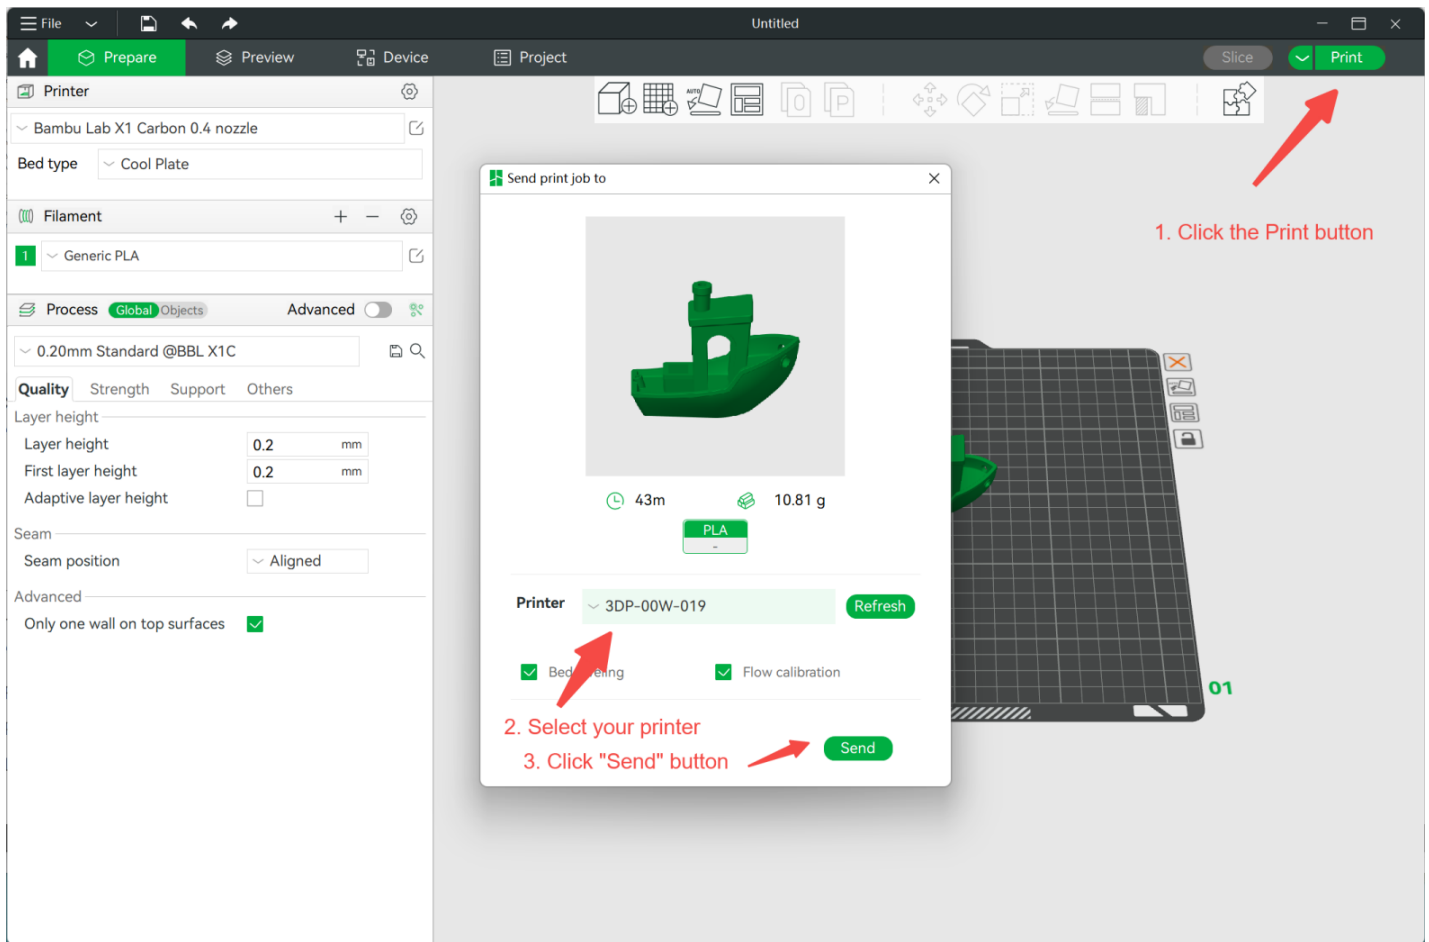 File
Untitled
Prepare
Preview
Device
Project
Slice
Print
Printer
Bambu Lab X1 Carbon 0.4 nozzle
Bed type
Cool Plate
Filament
1
Generic PLA
Process
Global
Objects
Advanced
0.20mm Standard @BBL X1C
Quality
Strength
Support
Others
Layer height
Layer height
0.2 mm
First layer height
0.2 mm
Adaptive layer height
Seam
Seam position
Aligned
Advanced
Only one wall on top surfaces
AUTO
O
P
Send print job to
43m
10.81 g
PLA
-
Printer
3DP-00W-019
Refresh
Flow calibration
2. Select your printer
3. Click "Send" button
Send
1. Click the Print button
01